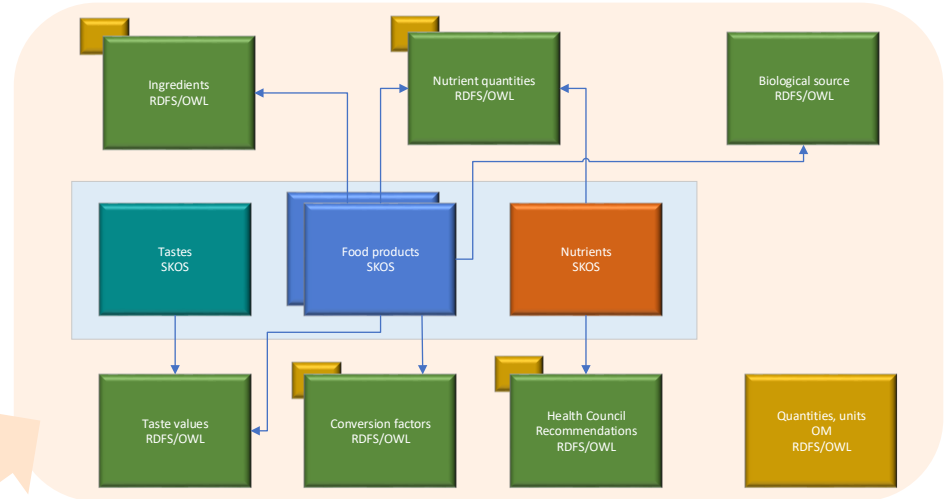 Ingredients
RDFS/OWL
Nutrient quantities
RDFS/OWL
Biological source
RDFS/OWL
Tastes
SKOS
Food products
SKOS
Nutrients
SKOS
Taste values
RDFS/OWL
Conversion factors
RDFS/OWL
Health Council
Recommendations
RDFS/OWL
Quantities, units
OM
RDFS/OWL